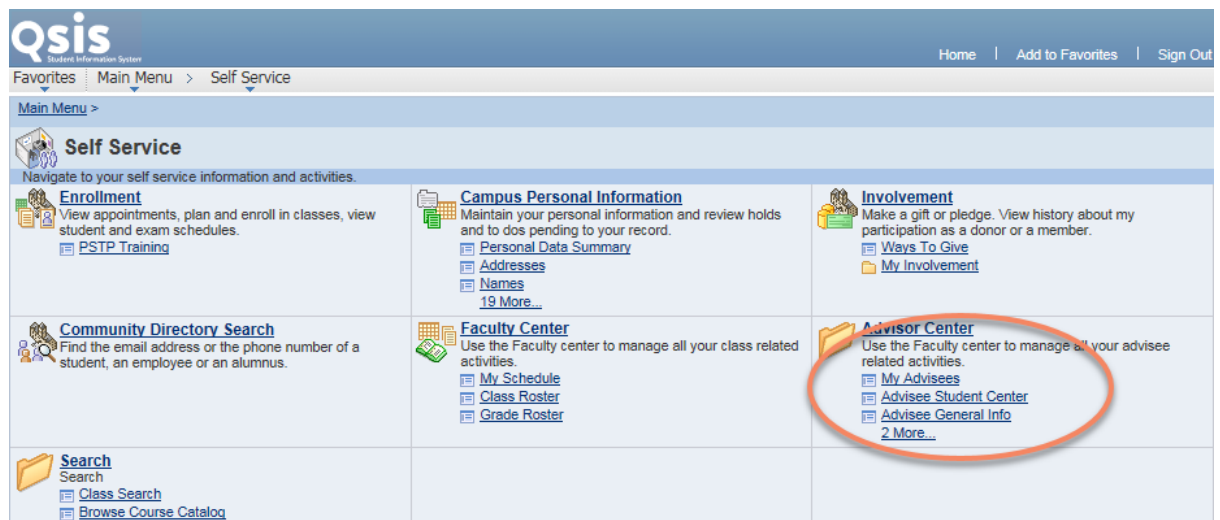 Qsis
Student Information System
Home | Add to Favorites | Sign Out
Favorites Main Menu > Self Service
Main Menu >
Self Service
Navigate to your self service information and activities.
Enrollment
View appointments, plan and enroll in classes, view
student and exam schedules.
PSTP Training
Campus Personal Information
Maintain your personal information and review holds
and to dos pending to your record.
Personal Data Summary
Addresses
Names
19 More...
Involvement
Make a gift or pledge. View history about my
participation as a donor or a member.
Ways To Give
My Involvement
Community Directory Search
Find the email address or the phone number of a
student, an employee or an alumnus.
Faculty Center
Use the Faculty center to manage all your class related
activities.
My Schedule
Class Roster
Grade Roster
Advisor Center
Use the Faculty center to manage all your advisee
related activities.
My Advisees
Advisee Student Center
Advisee General Info
2 More...
Search
Search
Class Search
Browse Course Catalog